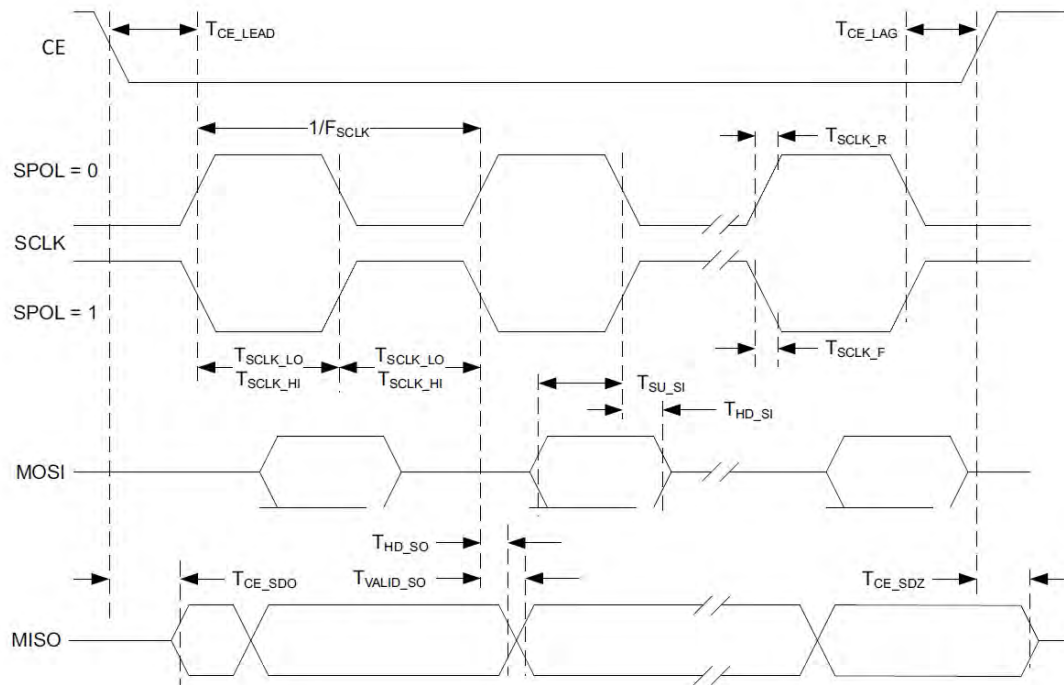 T_CE_LEAD
T_CE_LAG
CE
1/F_SCLK
T_SCLK_R
SPOL = 0
SCLK
SPOL = 1
T_SCLK_F
T_SCLK_LO T_SCLK_LO
T_SCLK_HI T_SCLK_HI
T_SU_SI
T_HD_SI
MOSI
T_HD_SO
T_CE_SDO
T_VALID_SO
T_CE_SDZ
MISO